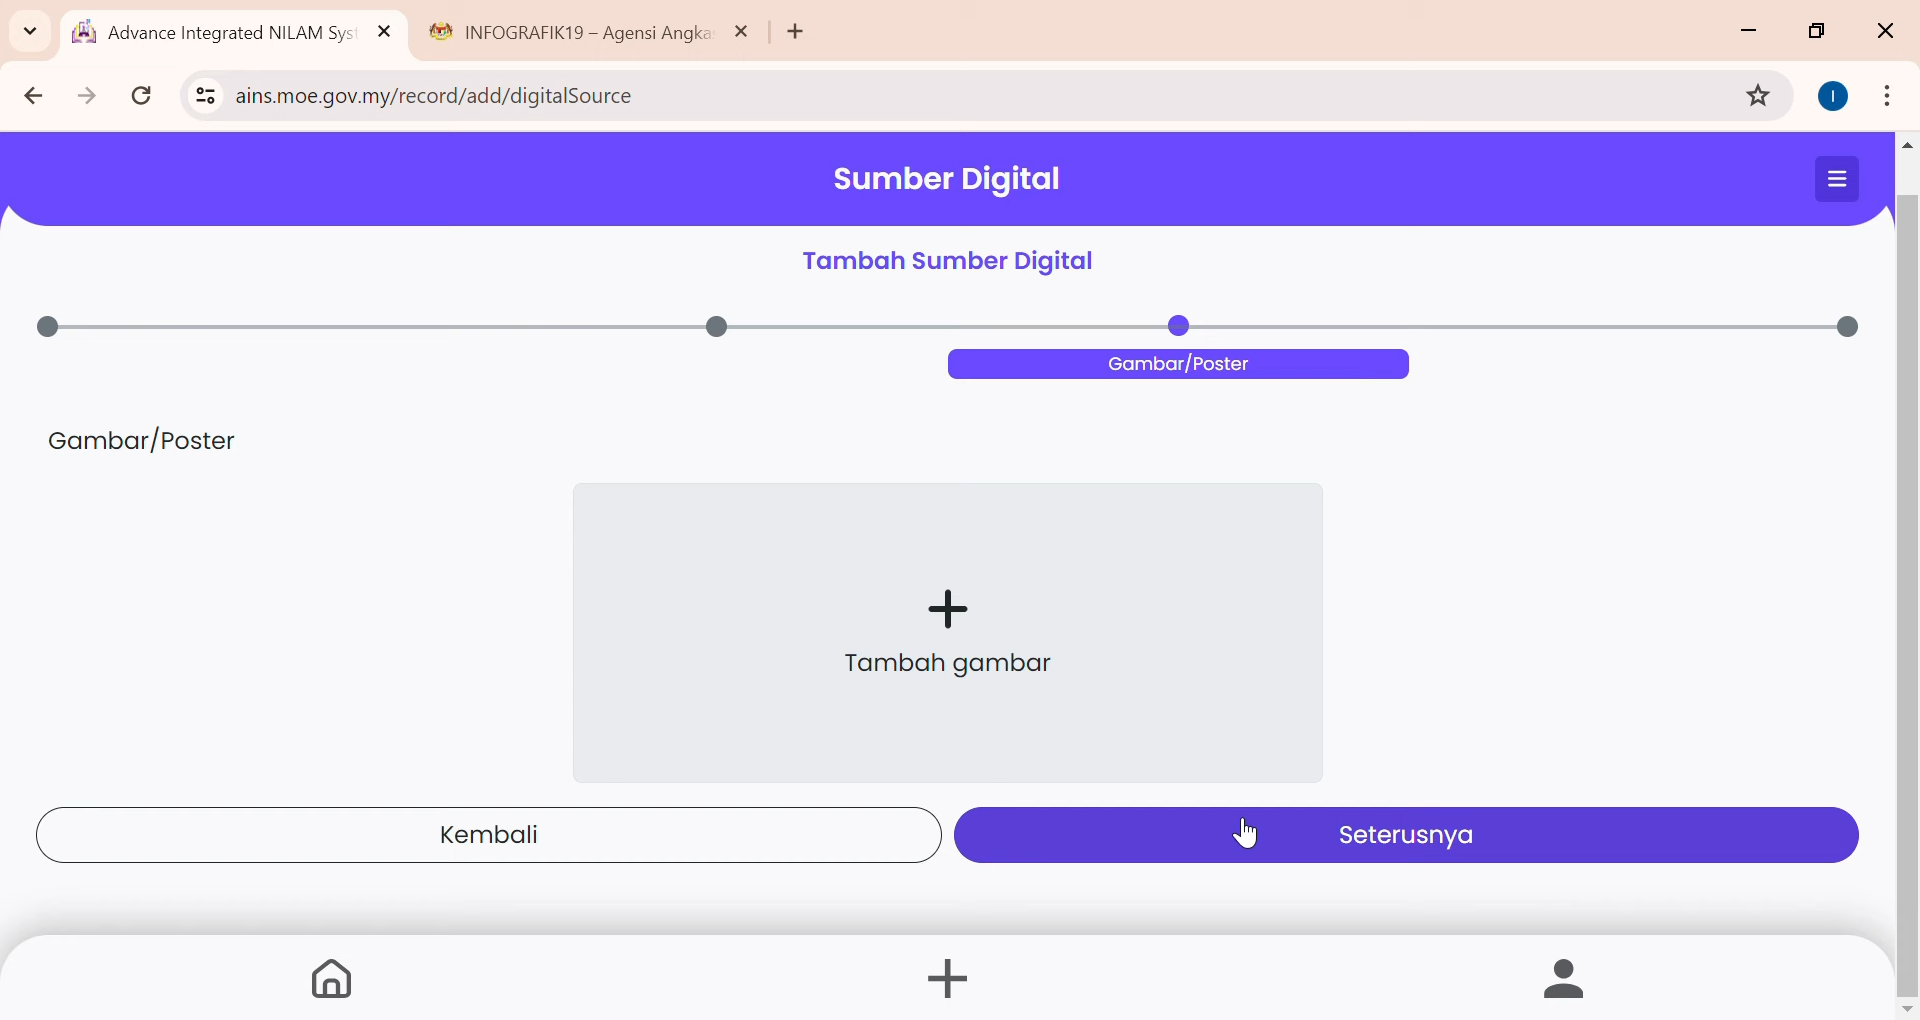 Advance Integrated NILAM Syst
INFOGRAFIK19 – Agensi Angka
ains.moe.gov.my/record/add/digitalSource
I
Sumber Digital
Tambah Sumber Digital
Gambar/Poster
Gambar/Poster
Tambah gambar
Kembali
Seterusnya